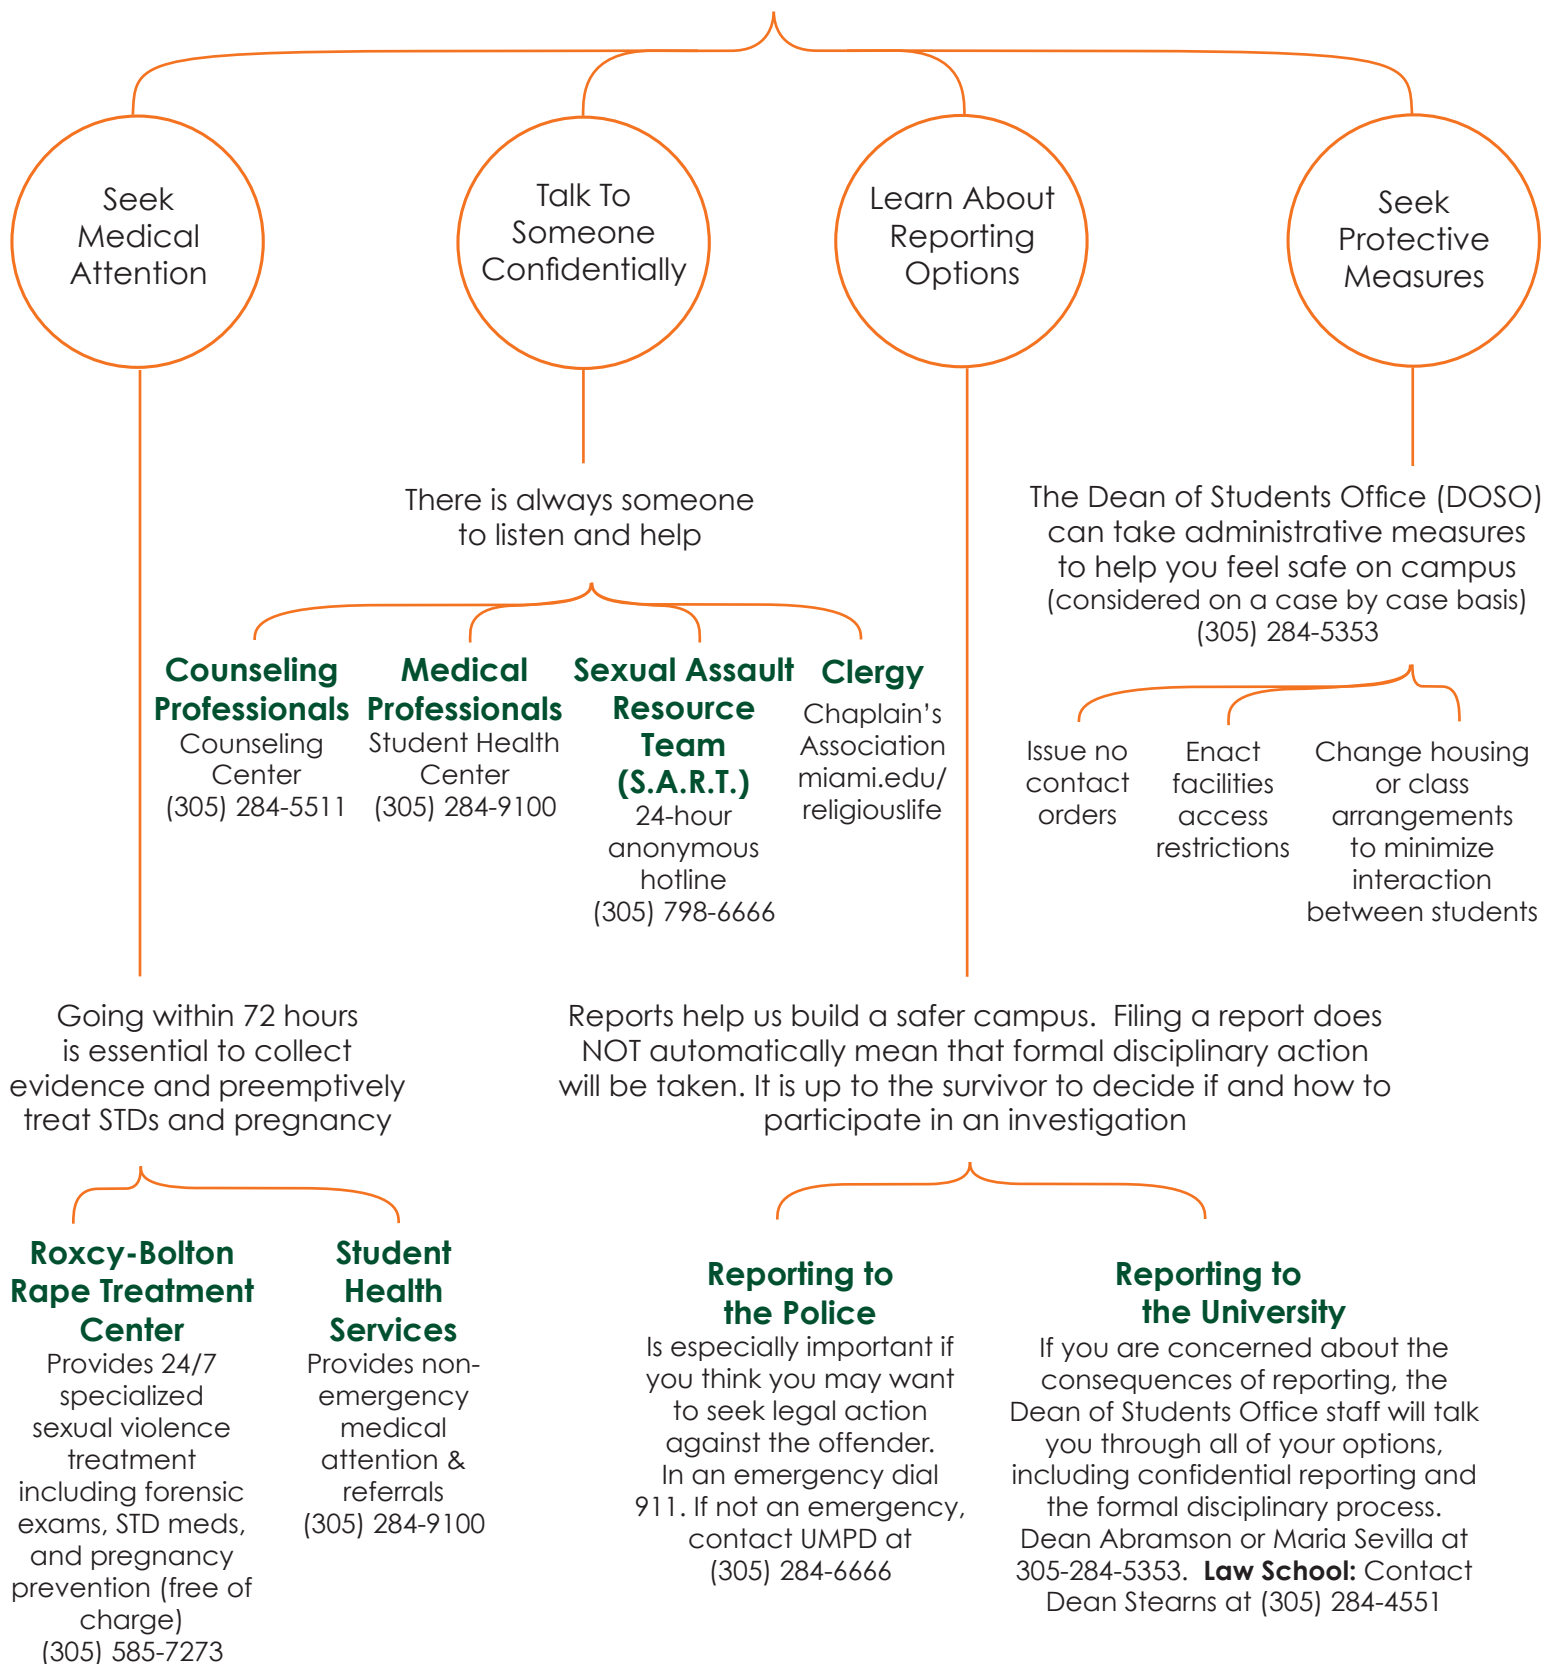 Seek
Medical
Attention
Talk To
Someone
Confidentially
Learn About
Reporting
Options
Seek
Protective
Measures
There is always someone
to listen and help
Counseling
Professionals
Counseling
Center
(305) 284-5511
Medical
Professionals
Student Health
Center
(305) 284-9100
Sexual Assault
Resource
Team
(S.A.R.T.)
24-hour
anonymous
hotline
(305) 798-6666
Clergy
Chaplain’s
Association
miami.edu/
religiouslife
The Dean of Students Office (DOSO)
can take administrative measures
to help you feel safe on campus
(considered on a case by case basis)
(305) 284-5353
Issue no
contact
orders
Enact
facilities
access
restrictions
Change housing
or class
arrangements
to minimize
interaction
between students
Going within 72 hours
is essential to collect
evidence and preemptively
treat STDs and pregnancy
Roxcy-Bolton
Rape Treatment
Center
Provides 24/7
specialized
sexual violence
treatment
including forensic
exams, STD meds,
and pregnancy
prevention (free of
charge)
(305) 585-7273
Student
Health
Services
Provides non-
emergency
medical
attention &
referrals
(305) 284-9100
Reports help us build a safer campus.  Filing a report does
NOT automatically mean that formal disciplinary action
will be taken. It is up to the survivor to decide if and how to
participate in an investigation
Reporting to
the Police
Is especially important if
you think you may want
to seek legal action
against the offender.
In an emergency dial
911. If not an emergency,
contact UMPD at
(305) 284-6666
Reporting to
the University
If you are concerned about the
consequences of reporting, the
Dean of Students Office staff will talk
you through all of your options,
including confidential reporting and
the formal disciplinary process.
Dean Abramson or Maria Sevilla at
305-284-5353.  Law School: Contact
Dean Stearns at (305) 284-4551